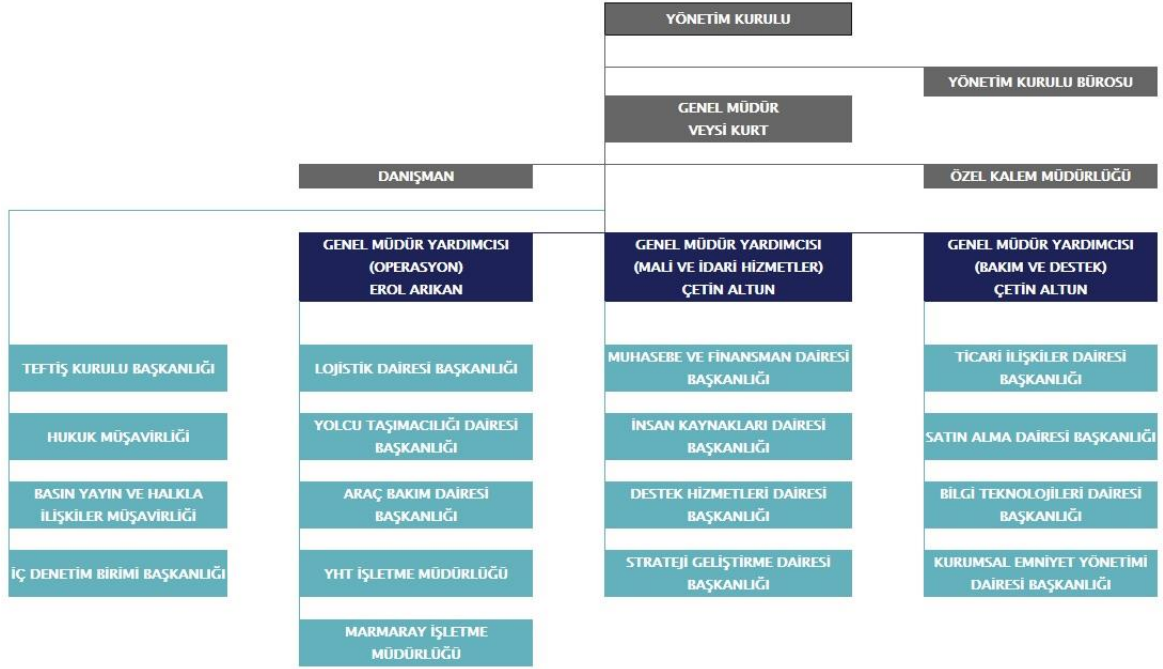 YÖNETİM KURULU
YÖNETİM KURULU BÜROSU
GENEL MÜDÜR
VEYSİ KURT
DANIŞMAN
ÖZEL KALEM MÜDÜRLÜĞÜ
GENEL MÜDÜR YARDIMCISI
(OPERASYON)
EROL ARIKAN
GENEL MÜDÜR YARDIMCISI
(MALİ VE İDARİ HİZMETLER)
ÇETİN ALTUN
GENEL MÜDÜR YARDIMCISI
(BAKIM VE DESTEK)
ÇETİN ALTUN
TEFTİŞ KURULU BAŞKANLIĞI
HUKUK MÜŞAVİRLİĞİ
BASIN YAYIN VE HALKLA
İLİŞKİLER MÜŞAVİRLİĞİ
İÇ DENETİM BİRİMİ BAŞKANLIĞI
LOJİSTİK DAİRESİ BAŞKANLIĞI
YOLCU TAŞIMACILIĞI DAİRESİ
BAŞKANLIĞI
ARAÇ BAKIM DAİRESİ
BAŞKANLIĞI
YHT İŞLETME MÜDÜRLÜĞÜ
MARMARAY İŞLETME
MÜDÜRLÜĞÜ
MUHASEBE VE FİNANSMAN DAİRESİ
BAŞKANLIĞI
İNSAN KAYNAKLARI DAİRESİ
BAŞKANLIĞI
DESTEK HİZMETLERİ DAİRESİ
BAŞKANLIĞI
STRATEJİ GELİŞTİRME DAİRESİ
BAŞKANLIĞI
TİCARİ İLİŞKİLER DAİRESİ
BAŞKANLIĞI
SATIN ALMA DAİRESİ BAŞKANLIĞI
BİLGİ TEKNOLOJİLERİ DAİRESİ
BAŞKANLIĞI
KURUMSAL EMNİYET YÖNETİMİ
DAİRESİ BAŞKANLIĞI